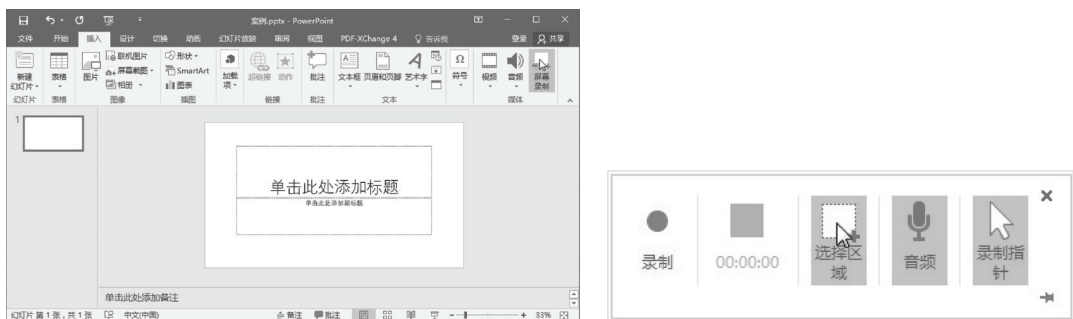 案例.pptx - PowerPoint
文件 开始 插入 设计 切换 动画 幻灯片放映 审阅 视图 PDF-XChange 4 告诉我 登录 共享
新建
幻灯片
表格
图片
联机图片
屏幕截图
相册
形状
SmartArt
图表
加载
项
超链接
动作
批注
文本框
页眉和页脚
艺术字
Ω
符号
视频
音频
屏幕
录制
幻灯片 表格 图像 插图 链接 批注 文本 媒体
1
单击此处添加标题
单击此处添加副标题
单击此处添加备注
幻灯片 第 1 张,共 1 张 中文(中国) 备注 批注 33%
录制
00:00:00
选择区
域
音频
录制指
针